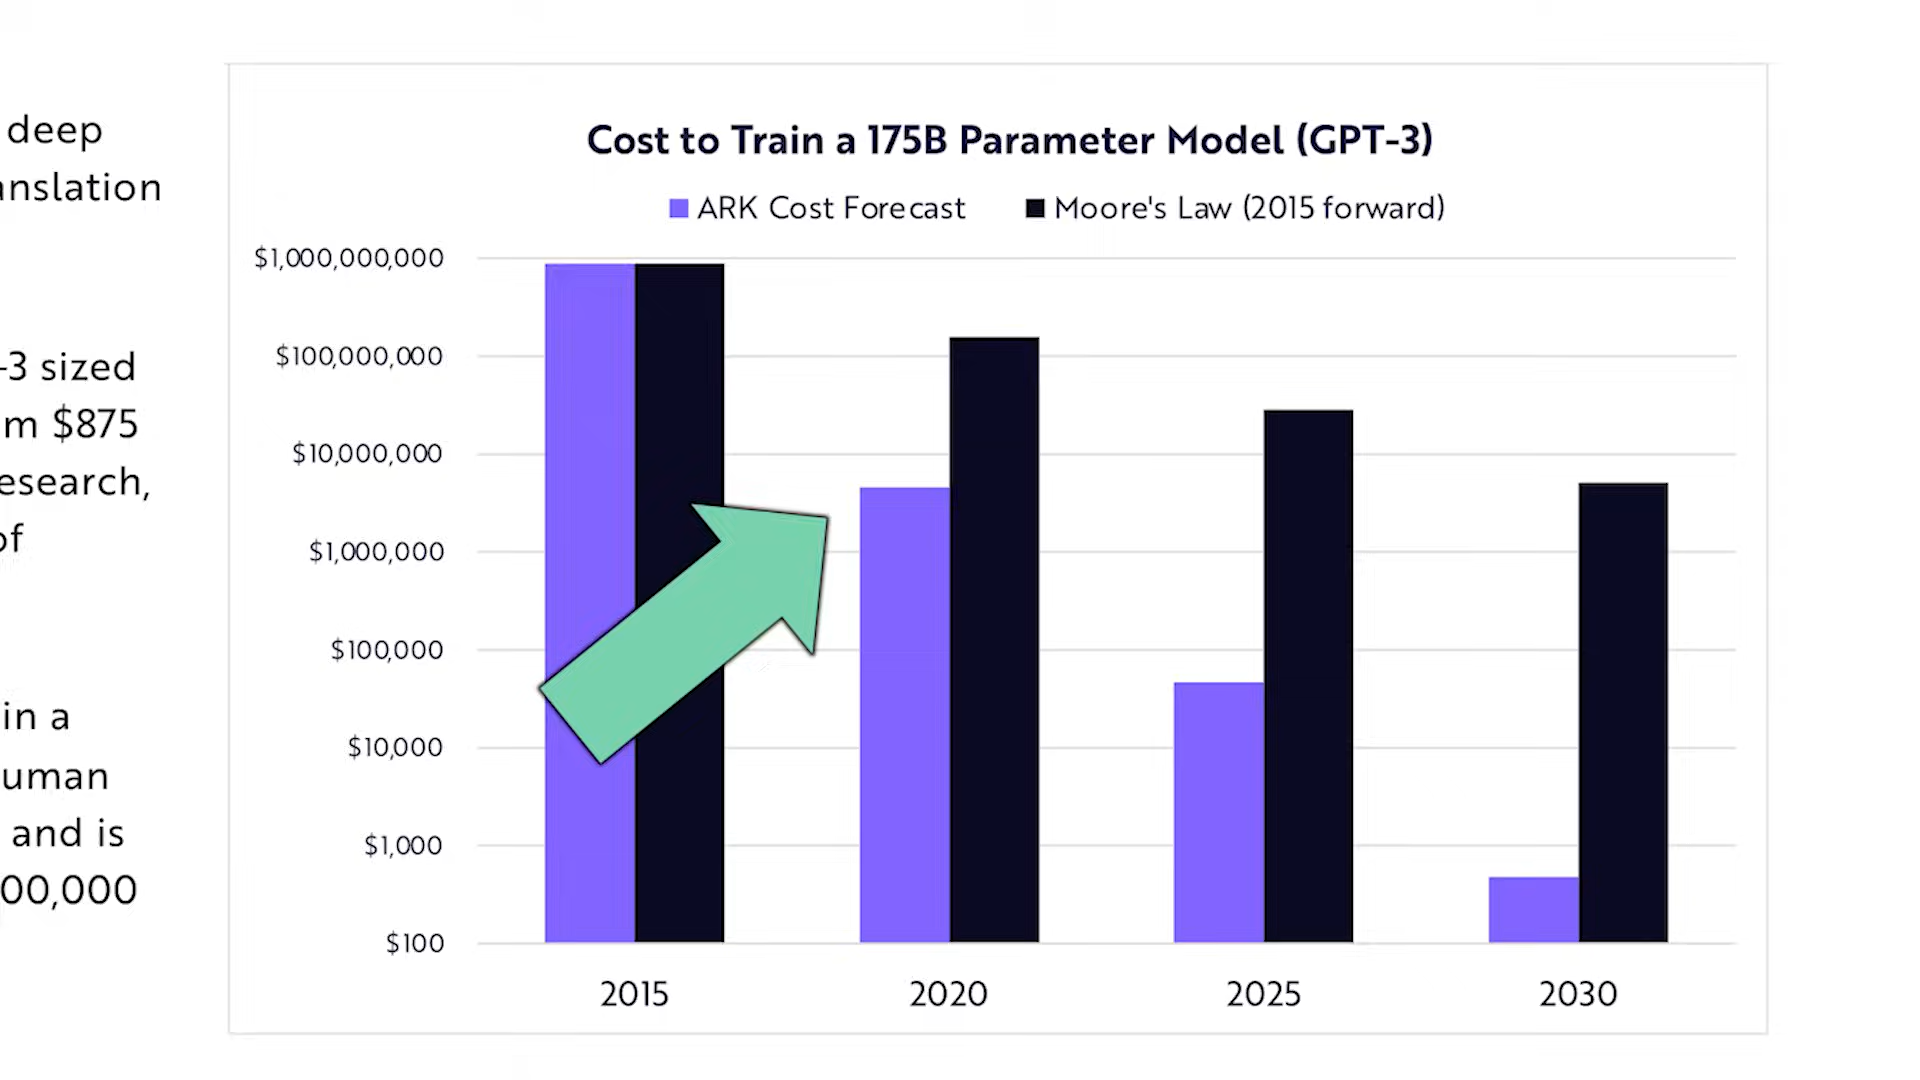 deep
anslation
-3 sized
m $875
esearch,
of
in a
uman
and is
00,000
Cost to Train a 175B Parameter Model (GPT-3)
ARK Cost Forecast
Moore's Law (2015 forward)
$1,000,000,000
$100,000,000
$10,000,000
$1,000,000
$100,000
$10,000
$1,000
$100
2015 2020 2025 2030